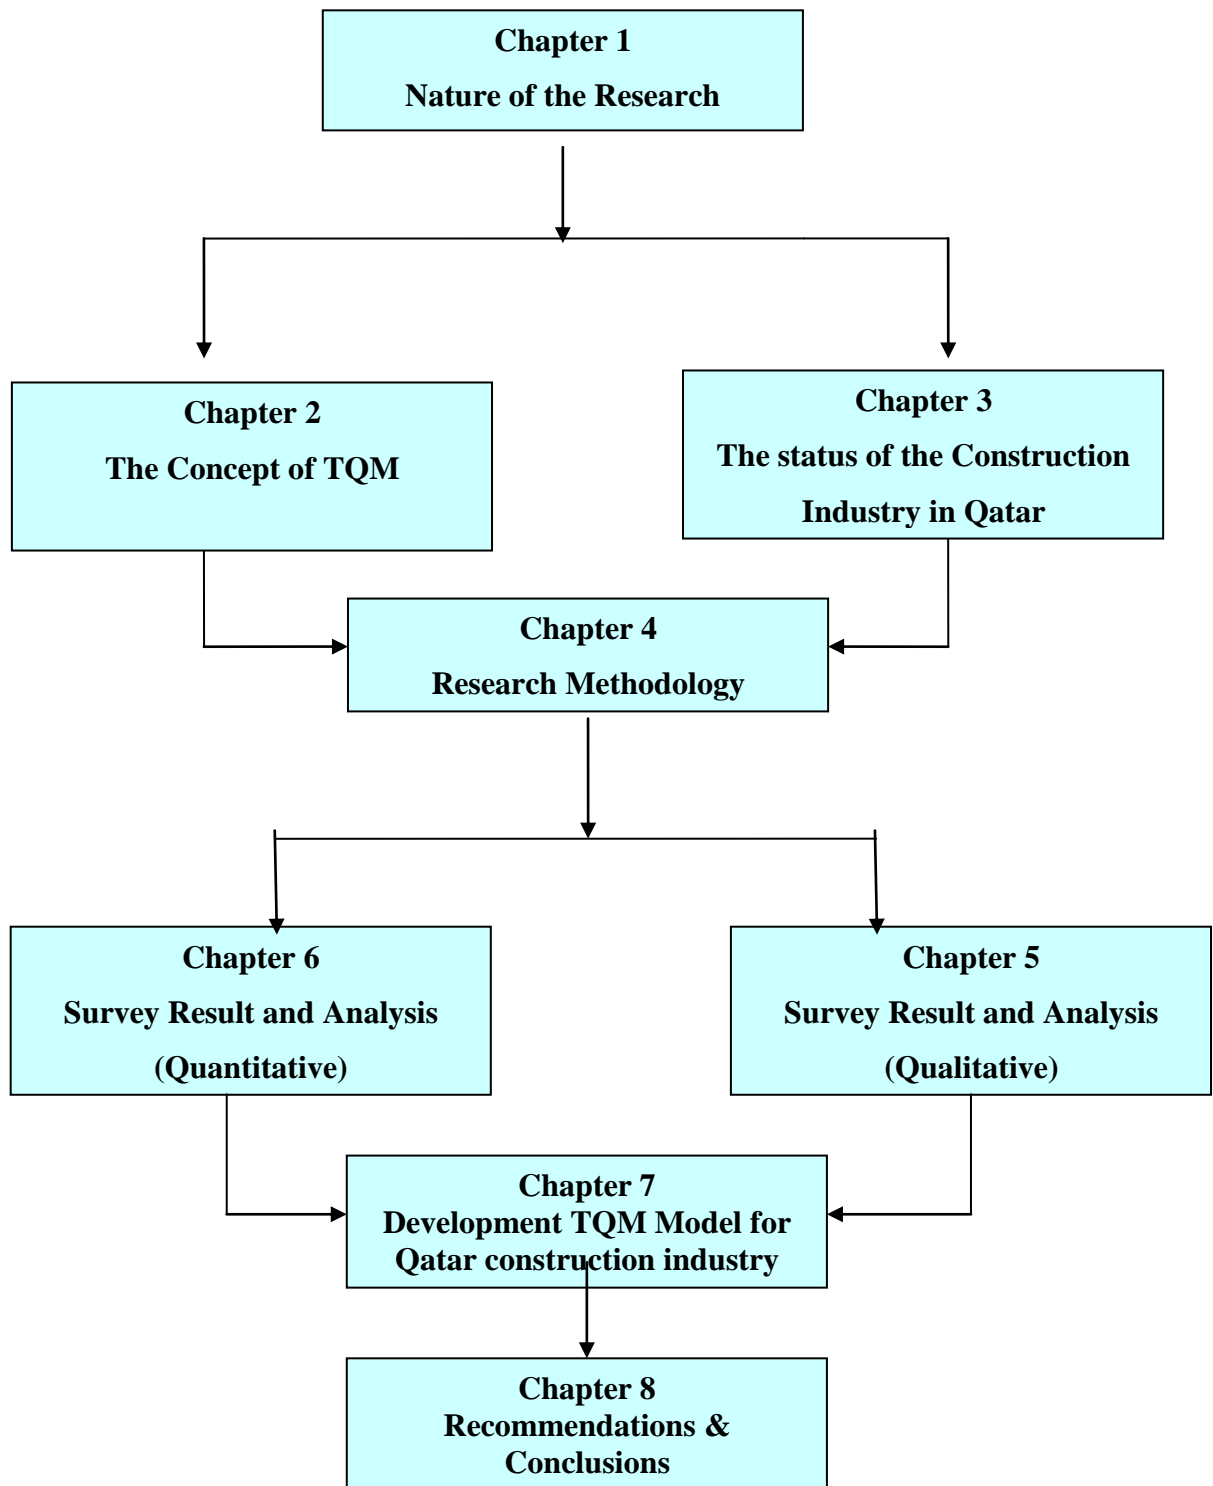 Chapter 1
Nature of the Research
Chapter 2
The Concept of TQM
Chapter 3
The status of the Construction
Industry in Qatar
Chapter 4
Research Methodology
Chapter 6
Survey Result and Analysis
(Quantitative)
Chapter 5
Survey Result and Analysis
(Qualitative)
Chapter 7
Development TQM Model for
Qatar construction industry
Chapter 8
Recommendations &
Conclusions